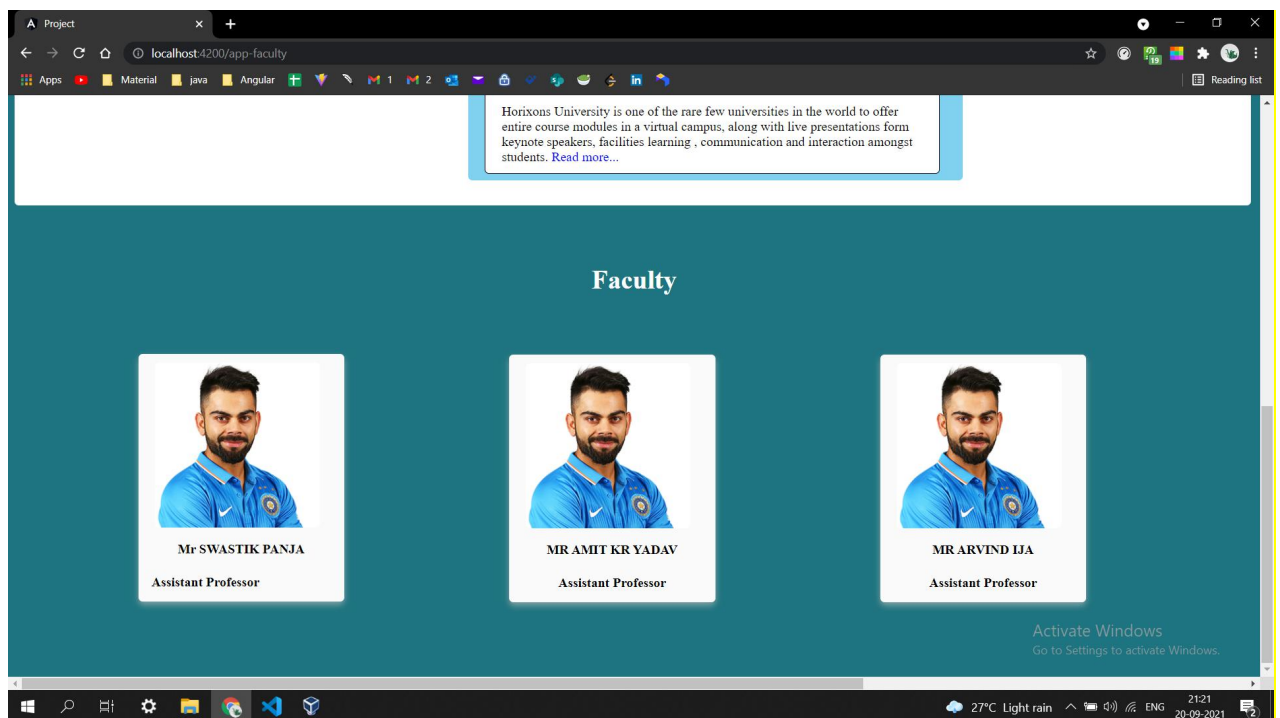 Project
localhost:4200/app-faculty
Apps Material java Angular M 1 M 2 Reading list
19
Horixons University is one of the rare few universities in the world to offer
entire course modules in a virtual campus, along with live presentations form
keynote speakers, facilities learning , communication and interaction amongst
students. Read more...
Faculty
Mr SWASTIK PANJA
Assistant Professor
MR AMIT KR YADAV
Assistant Professor
MR ARVIND IJA
Assistant Professor
Activate Windows
Go to Settings to activate Windows.
27°C Light rain ENG 21:21
20-09-2021
2